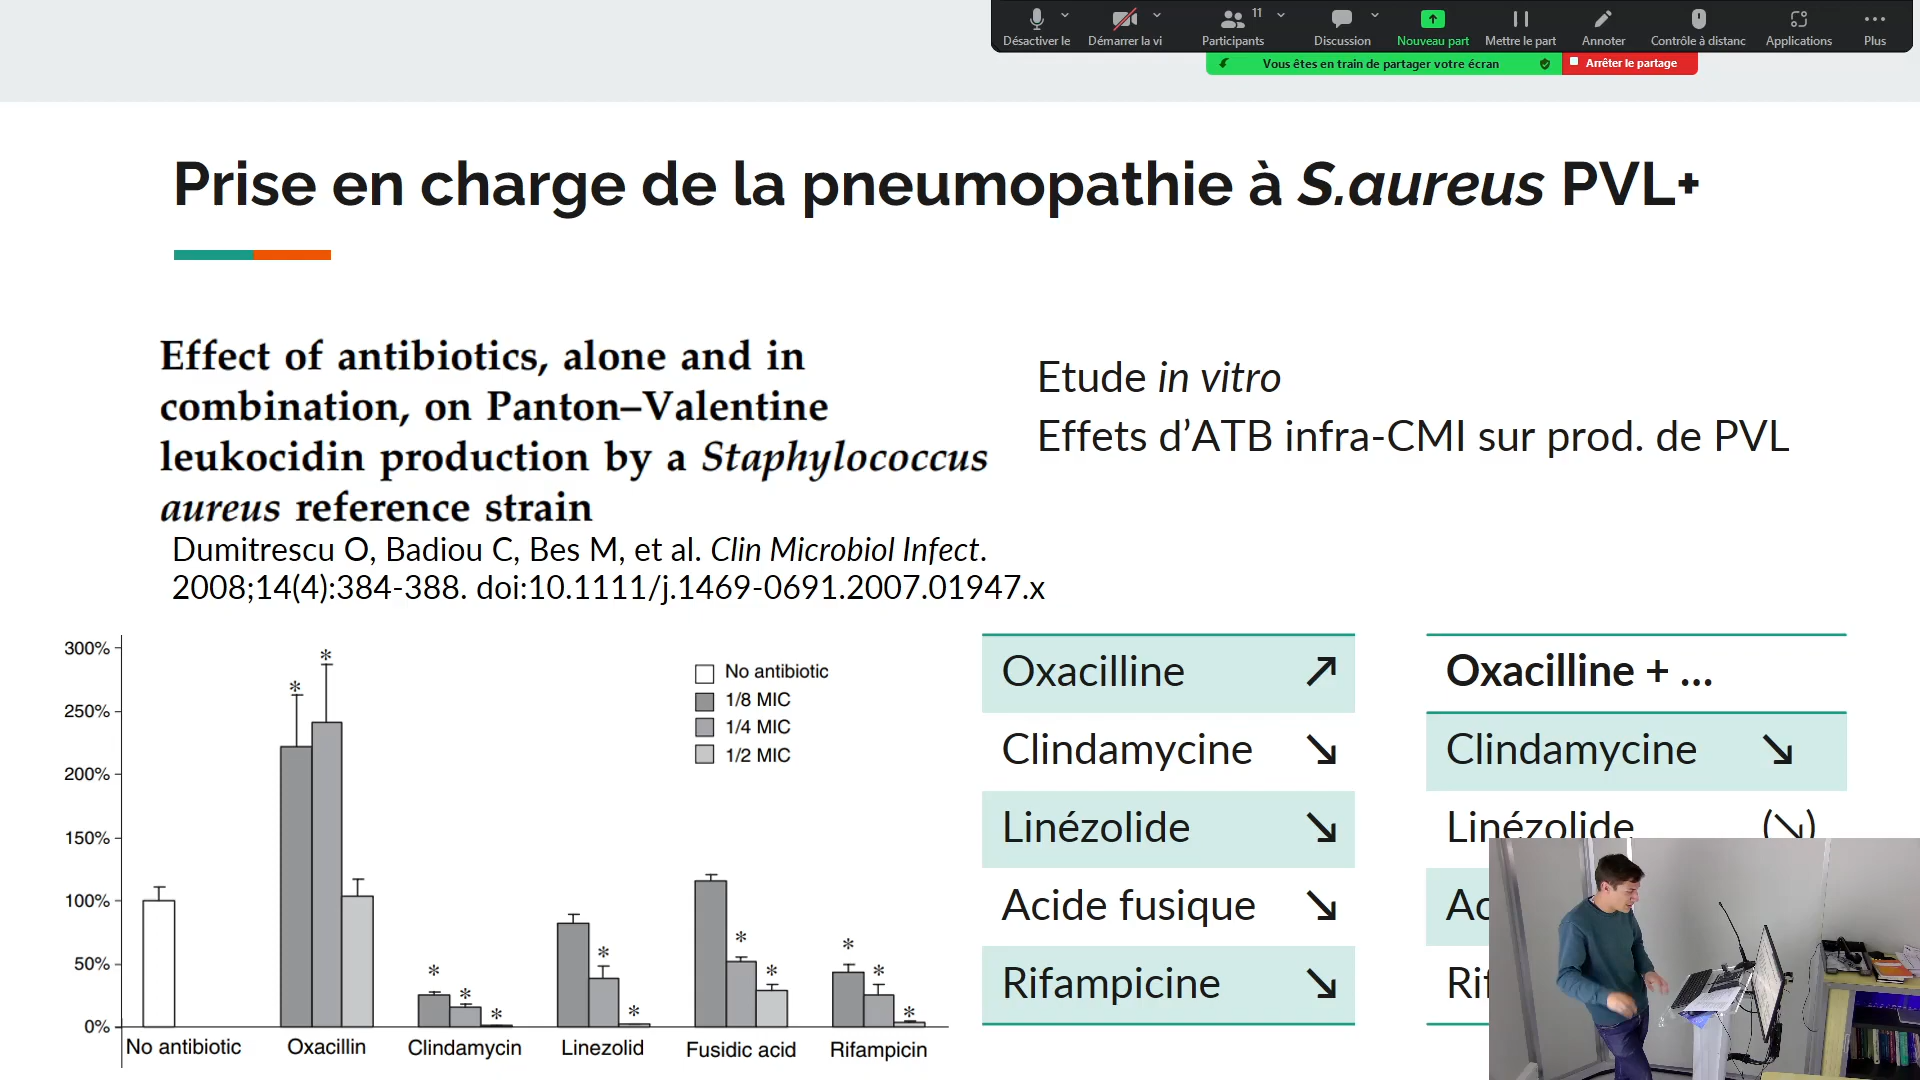 Désactiver le
Démarrer la vi
Participants
11
Discussion
Nouveau part
Mettre le part
Annoter
Contrôle à distanc
Applications
Plus
Vous êtes en train de partager votre écran
Arrêter le partage
Prise en charge de la pneumopathie à S.aureus PVL+
Effect of antibiotics, alone and in
combination, on Panton–Valentine
leukocidin production by a Staphylococcus
aureus reference strain
Dumitrescu O, Badiou C, Bes M, et al. Clin Microbiol Infect.
2008;14(4):384-388. doi:10.1111/j.1469-0691.2007.01947.x
Etude in vitro
Effets d’ATB infra-CMI sur prod. de PVL
300%
250%
200%
150%
100%
50%
0%
No antibiotic
1/8 MIC
1/4 MIC
1/2 MIC
* * * * * * * * * * * *
No antibiotic
Oxacillin
Clindamycin
Linezolid
Fusidic acid
Rifampicin
Oxacilline ↗
Clindamycine ↘
Linézolide ↘
Acide fusique ↘
Rifampicine ↘
Oxacilline + ...
Clindamycine ↘
Linézolide (↘)